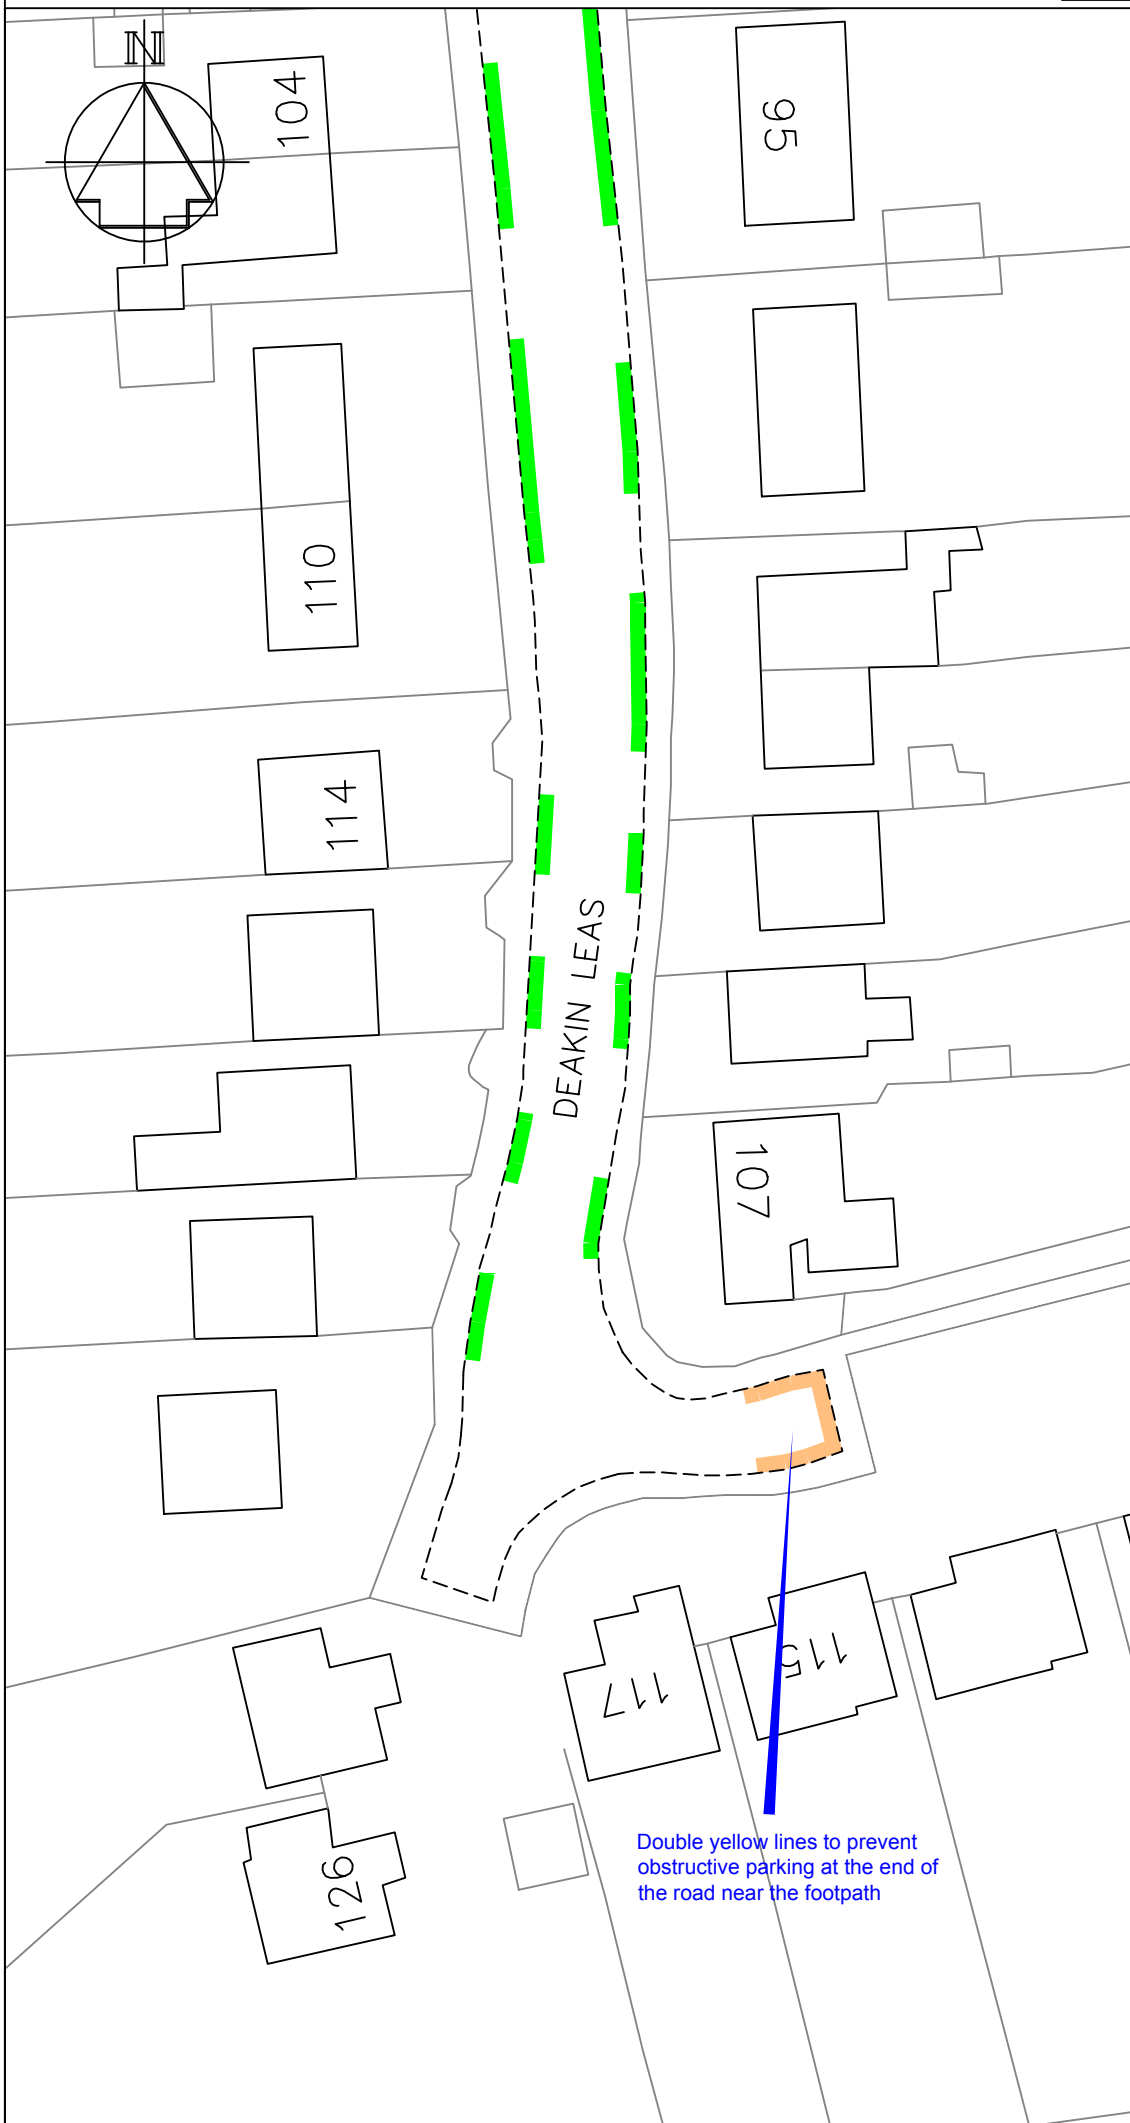 N
104
95
110
114
DEAKIN LEAS
107
115
117
Double yellow lines to prevent
obstructive parking at the end of
the road near the footpath
126